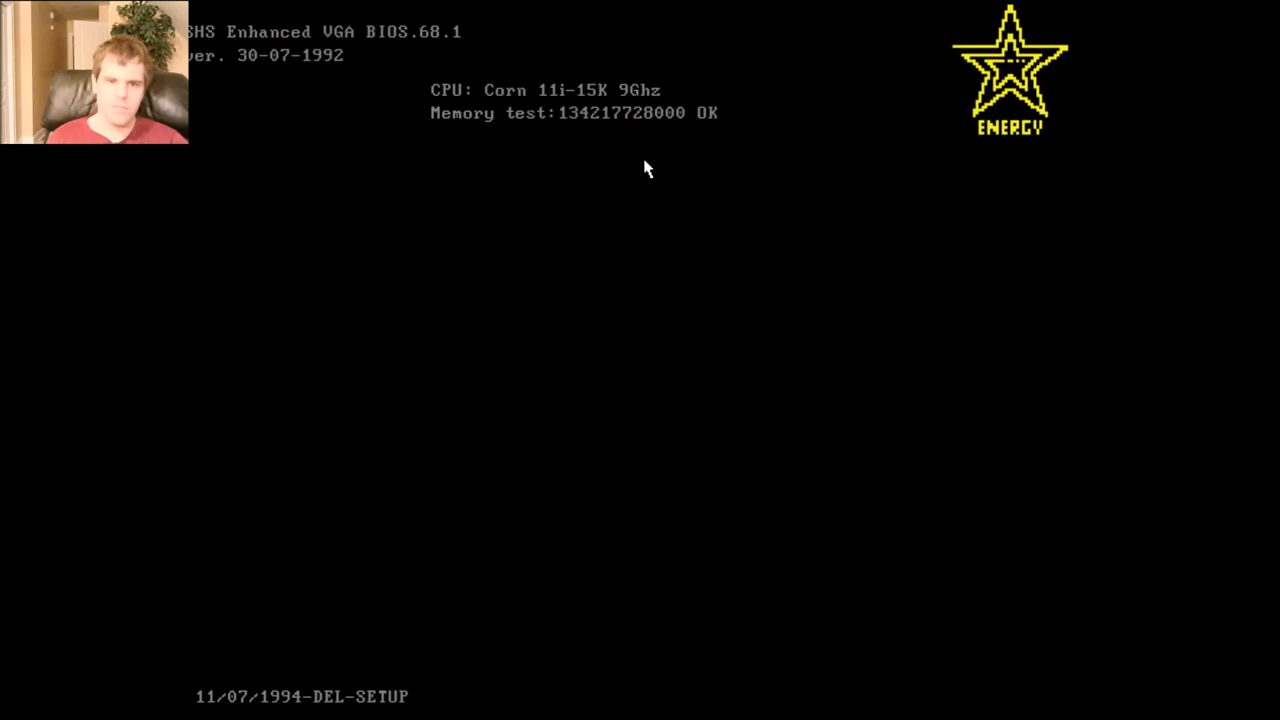 SHS Enhanced VGA BIOS.68.1
ver. 30-07-1992
CPU: Corn 11i-15K 9Ghz
Memory test:134217728000 OK
ENERGY
11/07/1994-DEL-SETUP